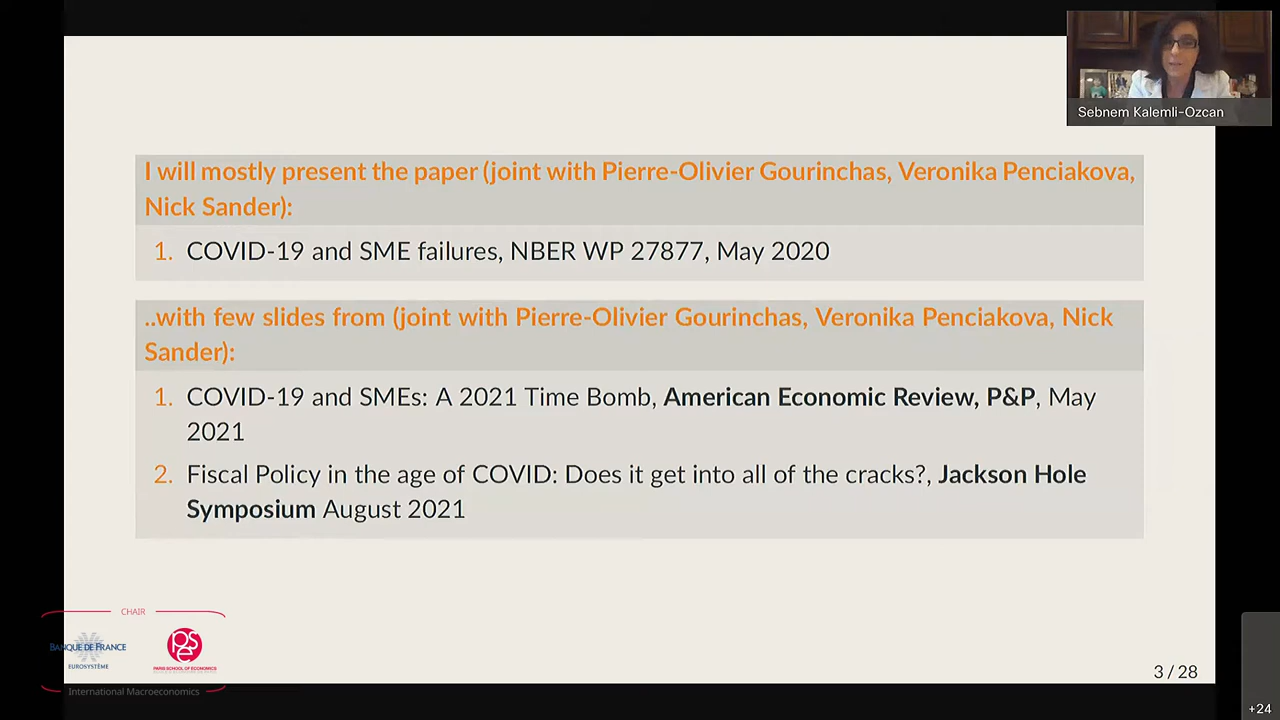 Sebnem Kalemli-Ozcan
I will mostly present the paper (joint with Pierre-Olivier Gourinchas, Veronika Penciakova,
Nick Sander):
1. COVID-19 and SME failures, NBER WP 27877, May 2020
..with few slides from (joint with Pierre-Olivier Gourinchas, Veronika Penciakova, Nick
Sander):
1. COVID-19 and SMEs: A 2021 Time Bomb, American Economic Review, P&P, May
2021
2. Fiscal Policy in the age of COVID: Does it get into all of the cracks?, Jackson Hole
Symposium August 2021
CHAIR
BANQUE DE FRANCE
EUROSYSTÈME
PSE
PARIS SCHOOL OF ECONOMICS
International Macroeconomics
3 / 28
+24